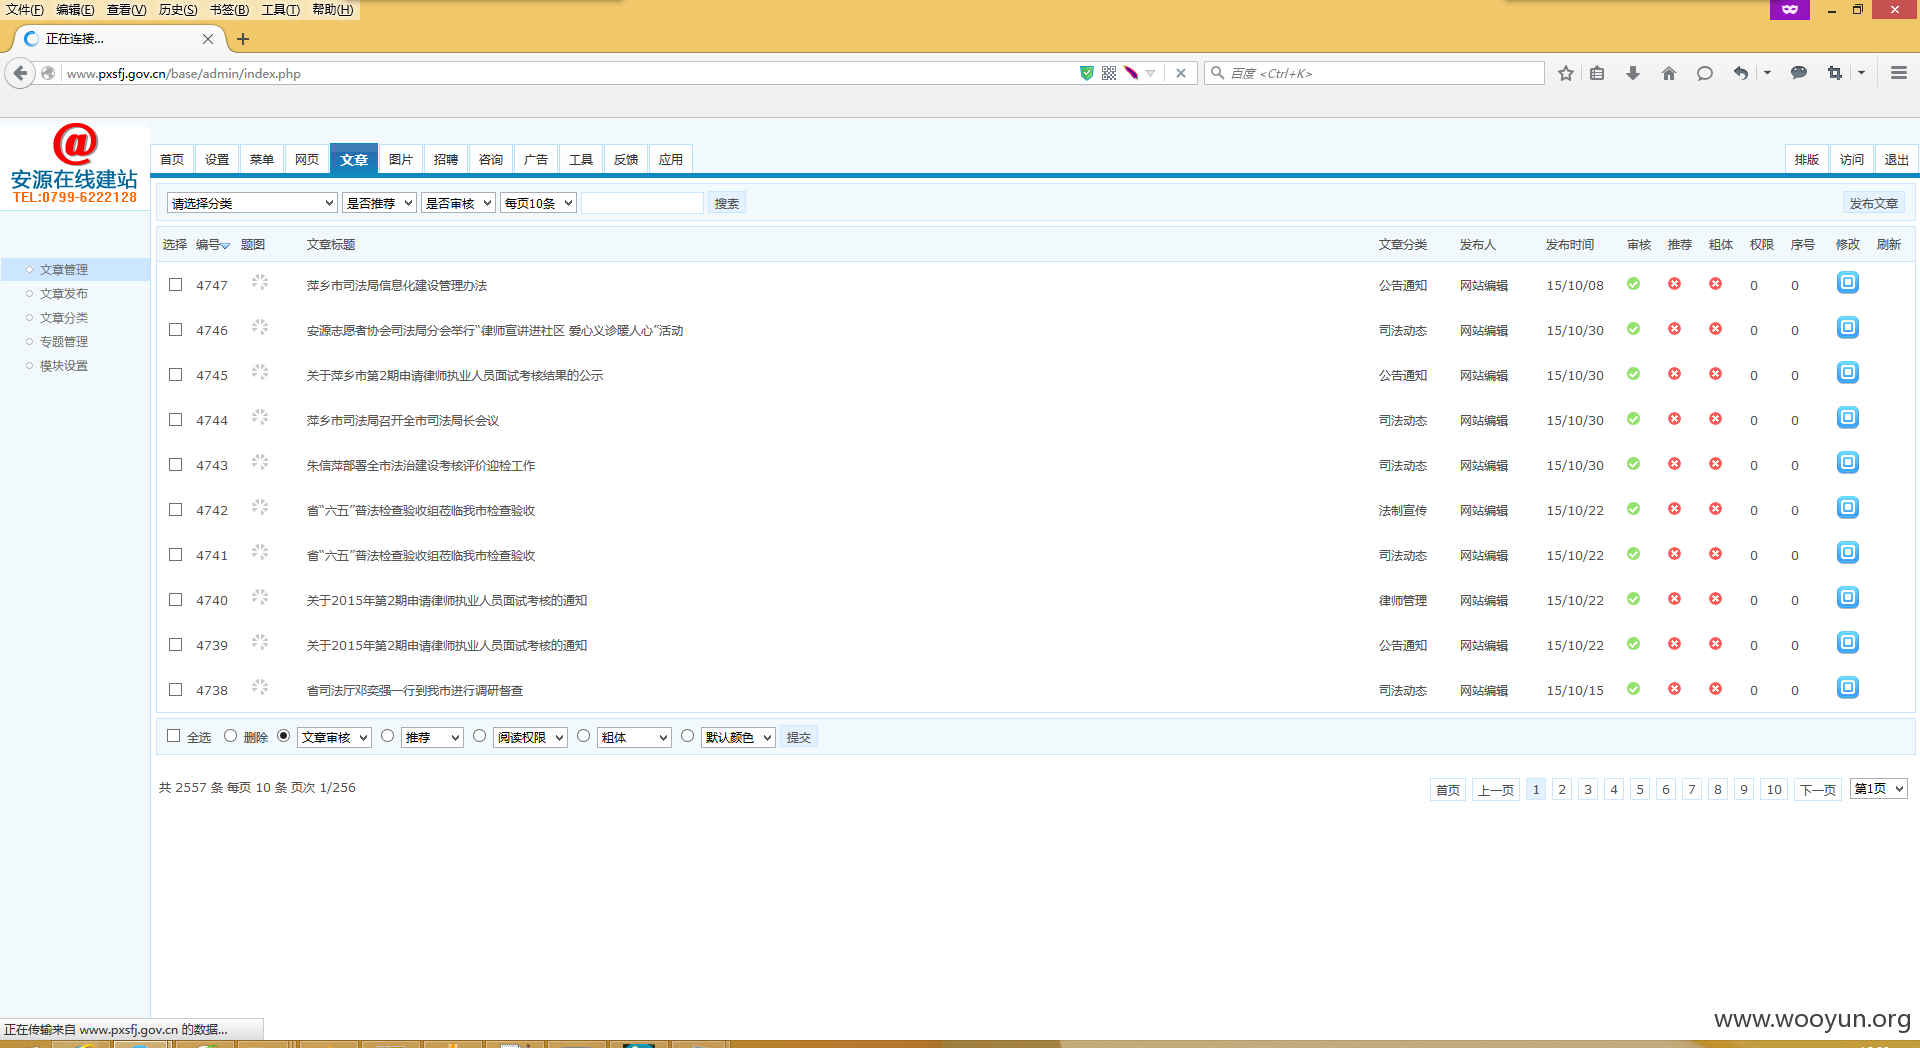 文件(F) 编辑(E) 查看(V) 历史(S) 书签(B) 工具(T) 帮助(H)
正在连接...
www.pxsfj.gov.cn/base/admin/index.php
百度 <Ctrl+K>
@
安源在线建站
TEL:0799-6222128
首页 设置 菜单 网页 文章 图片 招聘 咨询 广告 工具 反馈 应用 排版 访问 退出
请选择分类 是否推荐 是否审核 每页10条 搜索 发布文章
文章管理
文章发布
文章分类
专题管理
模块设置
选择 编号 题图 文章标题 文章分类 发布人 发布时间 审核 推荐 粗体 权限 序号 修改 刷新
4747 萍乡市司法局信息化建设管理办法 公告通知 网站编辑 15/10/08 0 0
4746 安源志愿者协会司法局分会举行“律师宣讲进社区 爱心义诊暖人心”活动 司法动态 网站编辑 15/10/30 0 0
4745 关于萍乡市第2期申请律师执业人员面试考核结果的公示 公告通知 网站编辑 15/10/30 0 0
4744 萍乡市司法局召开全市司法局长会议 司法动态 网站编辑 15/10/30 0 0
4743 朱信萍部署全市法治建设考核评价迎检工作 司法动态 网站编辑 15/10/30 0 0
4742 省“六五”普法检查验收组莅临我市检查验收 法制宣传 网站编辑 15/10/22 0 0
4741 省“六五”普法检查验收组莅临我市检查验收 司法动态 网站编辑 15/10/22 0 0
4740 关于2015年第2期申请律师执业人员面试考核的通知 律师管理 网站编辑 15/10/22 0 0
4739 关于2015年第2期申请律师执业人员面试考核的通知 公告通知 网站编辑 15/10/22 0 0
4738 省司法厅邓奕强一行到我市进行调研督查 司法动态 网站编辑 15/10/15 0 0
全选 删除 文章审核 推荐 阅读权限 粗体 默认颜色 提交
共 2557 条 每页 10 条 页次 1/256
首页 上一页 1 2 3 4 5 6 7 8 9 10 下一页 第1页
www.wooyun.org
正在传输来自 www.pxsfj.gov.cn 的数据...